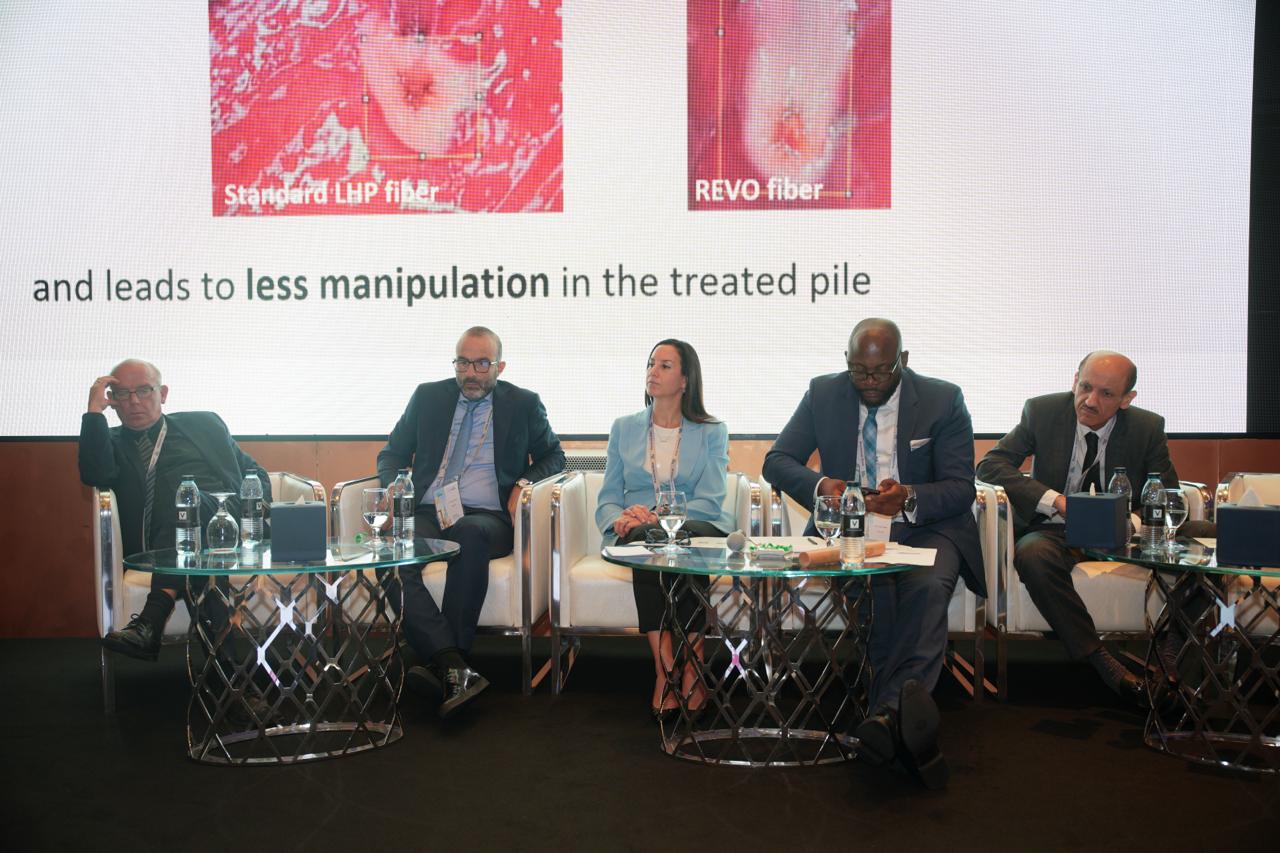 Standard LHP fiber
REVO fiber
and leads to less manipulation in the treated pile
V
V
V